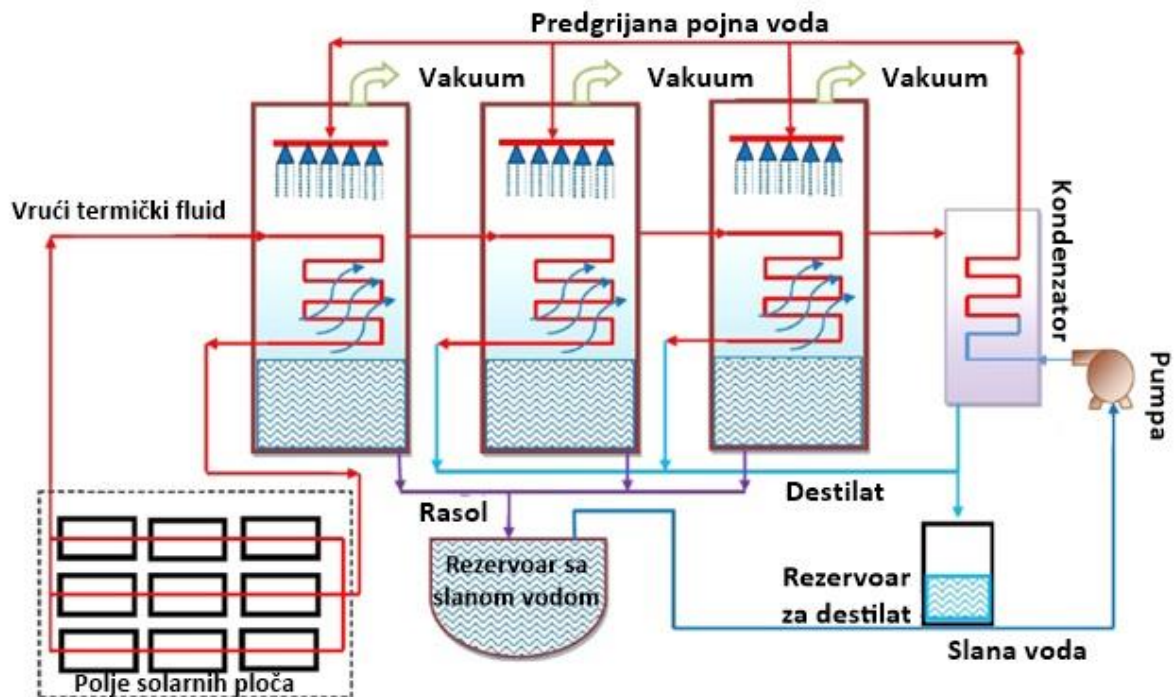 Predgrijana pojna voda
Vakuum
Vakuum
Vakuum
Vrući termički fluid
Kondenzator
Pumpa
Destilat
Rasol
Rezervoar sa
slanom vodom
Rezervoar
za destilat
Slana voda
Polje solarnih ploča